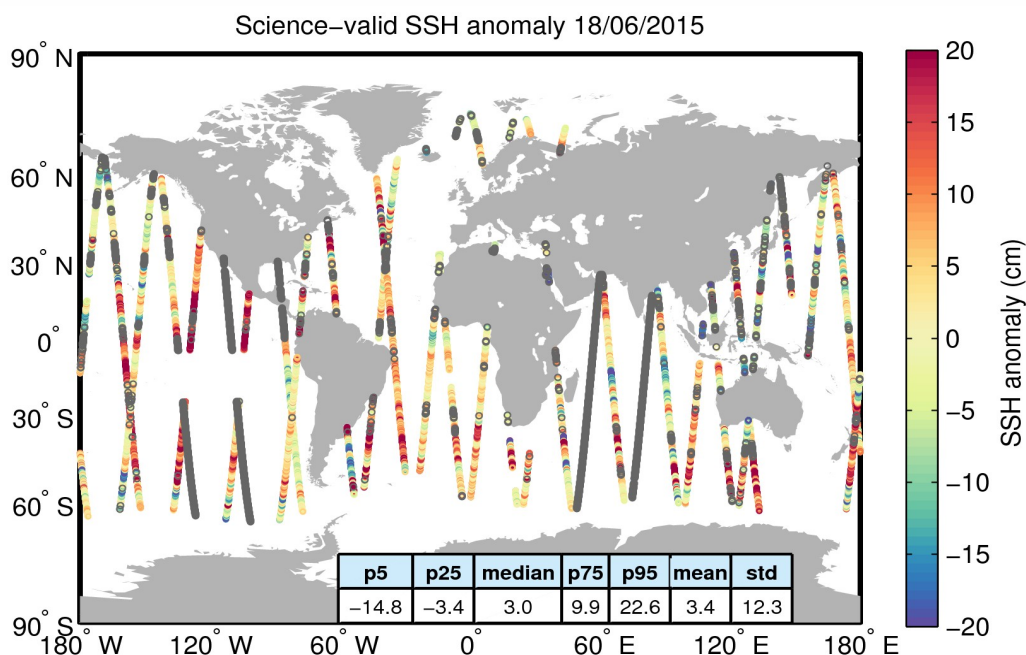 Science−valid SSH anomaly 18/06/2015
90° N
60° N
30° N
0°
30° S
60° S
90° S
180° W
120° W
60° W
0°
60° E
120° E
180° E
p5 p25 median p75 p95 mean std
−14.8 −3.4 3.0 9.9 22.6 3.4 12.3
20
15
10
5
0
−5
−10
−15
−20
SSH anomaly (cm)